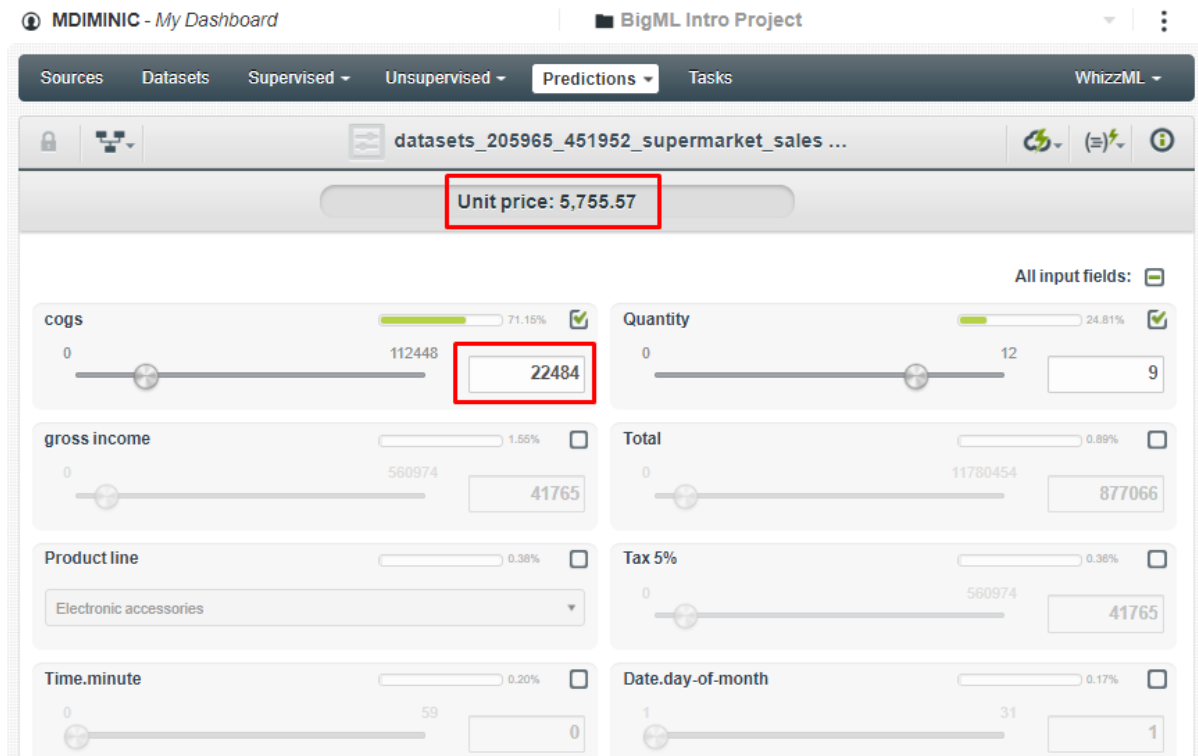 MDIMINIC - My Dashboard BigML Intro Project
Sources Datasets Supervised Unsupervised Predictions Tasks WhizzML
datasets_205965_451952_supermarket_sales ...
Unit price: 5,755.57
All input fields:
cogs 71.15% Quantity 24.81%
0 112448 22484 0 12 9
gross income 1.55% Total 0.89%
0 560974 41765 0 11780454 877066
Product line 0.38% Tax 5% 0.36%
Electronic accessories 0 560974 41765
Time.minute 0.20% Date.day-of-month 0.17%
0 59 0 1 31 1